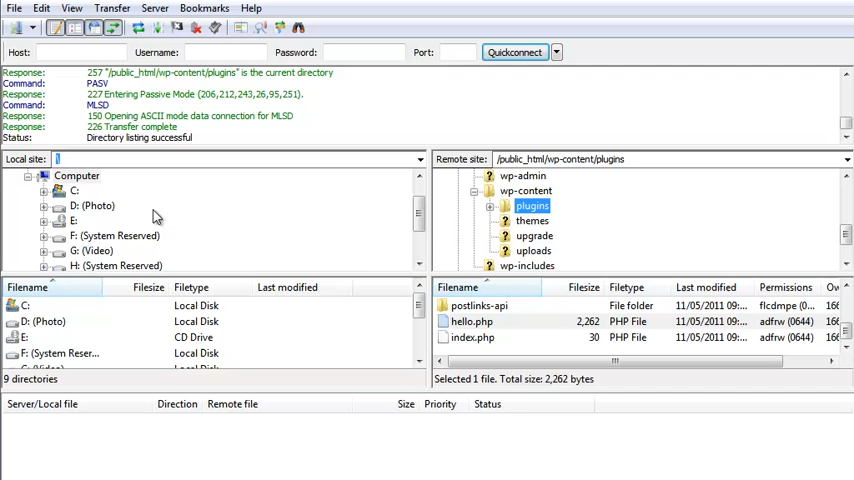 File Edit View Transfer Server Bookmarks Help
Host: Username: Password: Port: Quickconnect
Response: 257 "/public_html/wp-content/plugins" is the current directory
Command: PASV
Response: 227 Entering Passive Mode (206,212,243,26,95,251).
Command: MLSD
Response: 150 Opening ASCII mode data connection for MLSD
Response: 226 Transfer complete
Status: Directory listing successful
Local site: \
Computer
C:
D: (Photo)
E:
F: (System Reserved)
G: (Video)
H: (System Reserved)
Remote site: /public_html/wp-content/plugins
wp-admin
wp-content
plugins
themes
upgrade
uploads
wp-includes
Filename Filesize Filetype Last modified
C: Local Disk
D: (Photo) Local Disk
E: CD Drive
F: (System Reser... Local Disk
9 directories
Filename Filesize Filetype Last modified Permissions Ow
postlinks-api File folder 11/05/2011 09:... flcdmpe (0... 166
hello.php 2,262 PHP File 11/05/2011 09:... adfrw (0644) 166
index.php 30 PHP File 11/05/2011 09:... adfrw (0644) 166
Selected 1 file. Total size: 2,262 bytes
Server/Local file Direction Remote file Size Priority Status